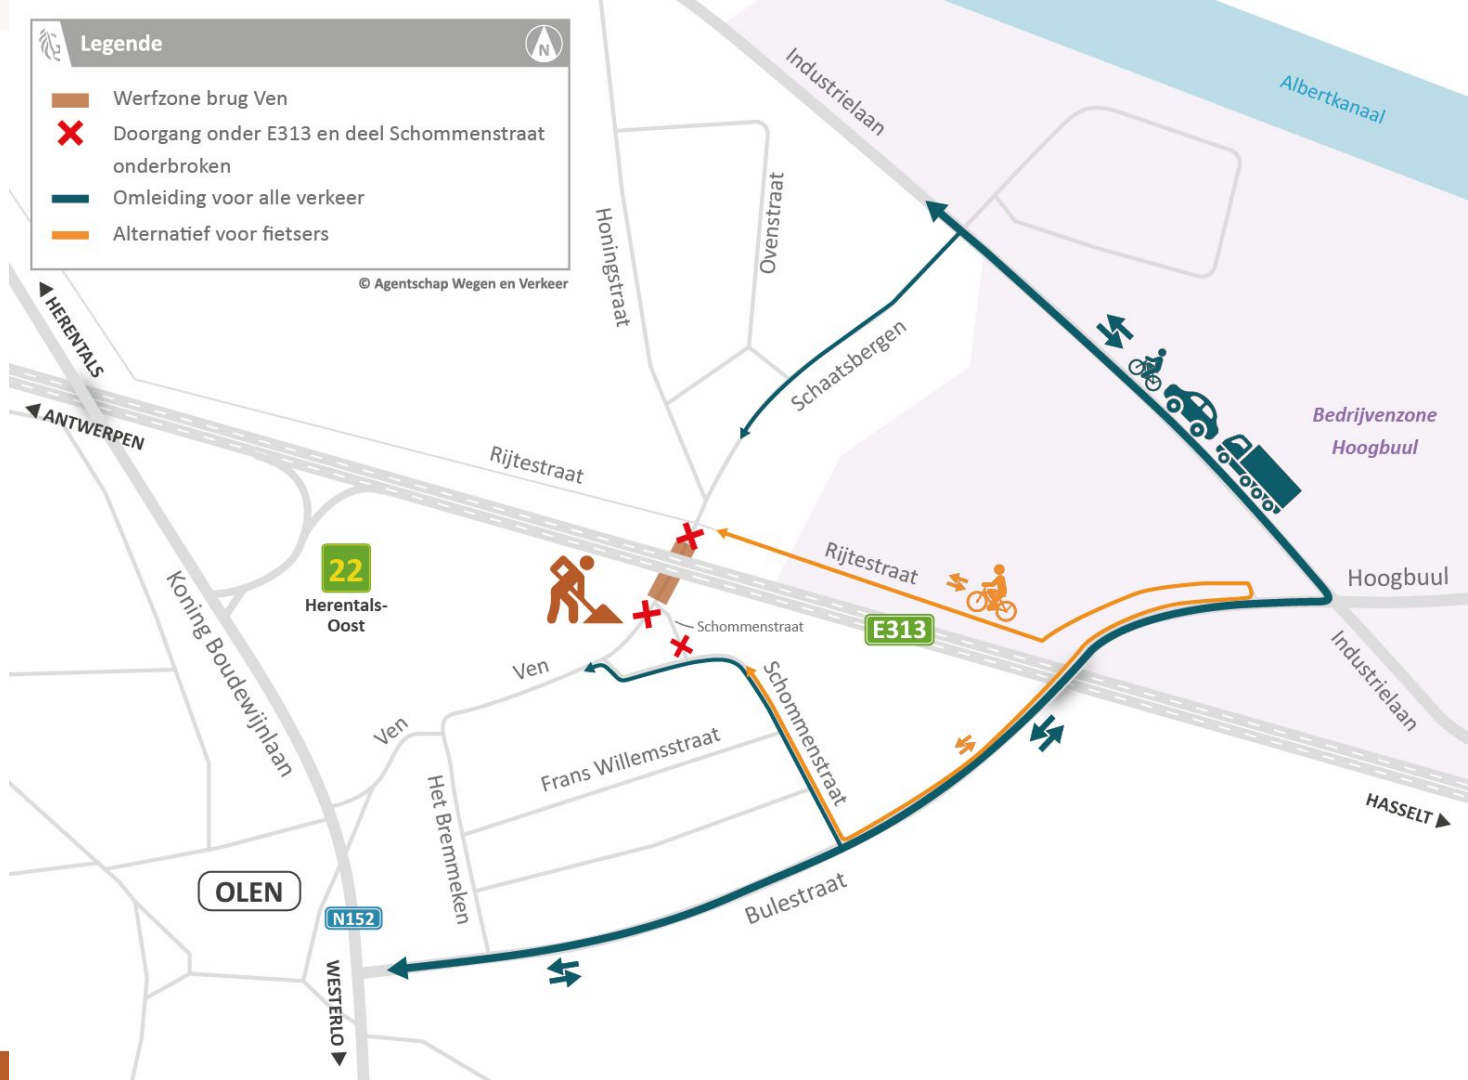 Legende
N
Werfzone brug Ven
Doorgang onder E313 en deel Schommenstraat
onderbroken
Omleiding voor alle verkeer
Alternatief voor fietsers
© Agentschap Wegen en Verkeer
Industrielaan
Albertkanaal
Ovenstraat
Honingstraat
HERENTALS
Schaatsbergen
ANTWERPEN
Bedrijvenzone
Hoogbuul
Rijtestraat
22
Herentals-
Oost
Rijtestraat
Hoogbuul
Koning Boudewijnlaan
Schommenstraat
E313
Industrielaan
Ven
Schommenstraat
Ven
Frans Willemsstraat
HASSELT
Het Bremmeken
OLEN
Bulestraat
N152
WESTERLO